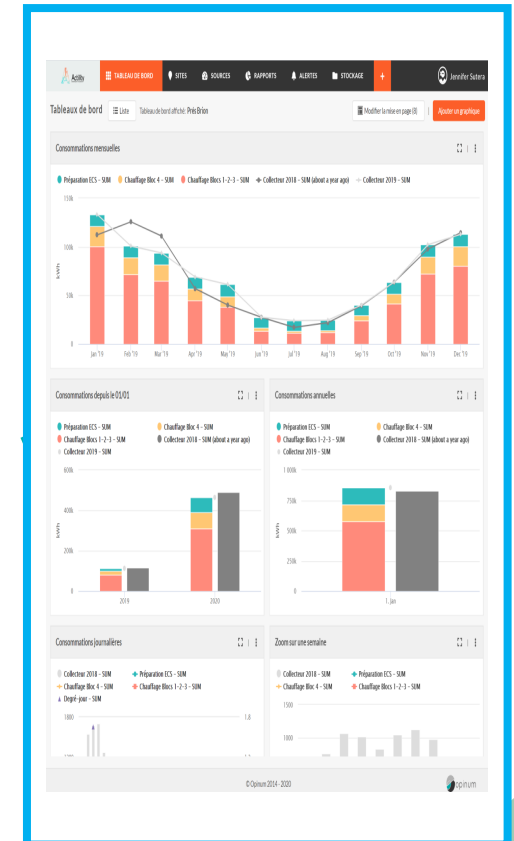 Actility
TABLEAU DE BORD SITES SOURCES RAPPORTS ALERTES STOCKAGE + Jennifer Sutera
Tableaux de bord Liste Tableau de bord affiché: Prés Brion Modifier la mise en page (8) Ajouter un graphique
Consommations mensuelles
Préparation ECS - SUM Chauffage Bloc 4 - SUM Chauffage Blocs 1-2-3 - SUM Collecteur 2018 - SUM (about a year ago) Collecteur 2019 - SUM
150k
100k
kWh
0
Jan '19 Feb '19 Mar '19 Apr '19 May '19 Jun '19 Jul '19 Aug '19 Sep '19 Oct '19 Nov '19 Dec '19
Consommations depuis le 01/01
Préparation ECS - SUM Chauffage Bloc 4 - SUM
Chauffage Blocs 1-2-3 - SUM Collecteur 2018 - SUM (about a year ago)
Collecteur 2019 - SUM
600k
400k
kWh
200k
0
2019 2020
Consommations annuelles
Préparation ECS - SUM Chauffage Bloc 4 - SUM
Chauffage Blocs 1-2-3 - SUM Collecteur 2018 - SUM (about a year ago)
Collecteur 2019 - SUM
1 000k
750k
kWh
500k
250k
0
1. Jan
Consommations journalières
Collecteur 2018 - SUM Préparation ECS - SUM
Chauffage Bloc 4 - SUM Chauffage Blocs 1-2-3 - SUM
Degré-jour - SUM
1800 1.8
Zoom sur une semaine
Collecteur 2018 - SUM Préparation ECS - SUM
Chauffage Bloc 4 - SUM Chauffage Blocs 1-2-3 - SUM
1500
1000
© Opinum 2014 - 2020 opinum